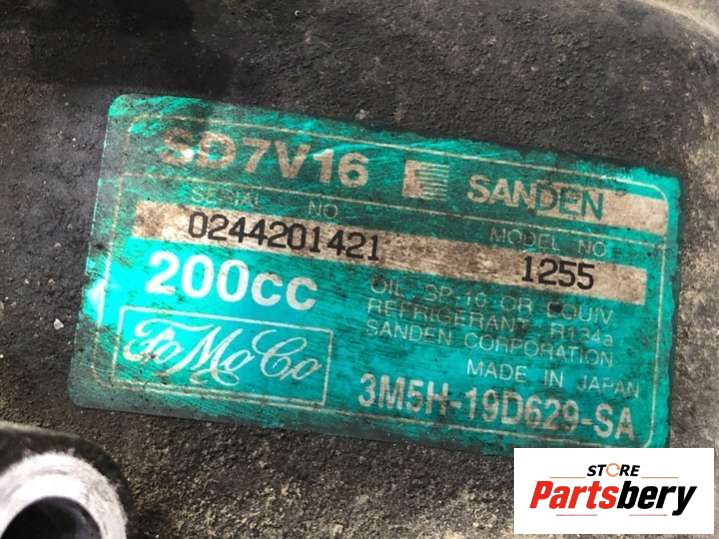 SD7V16 SANDEN
SERIAL NO MODEL NO
0244201421 1255
200cc OIL SP-10 OR EQUIV
REFRIGERANT R134a
SANDEN CORPORATION
FoMoCo MADE IN JAPAN
3M5H-19D629-SA
STORE
Partsbery